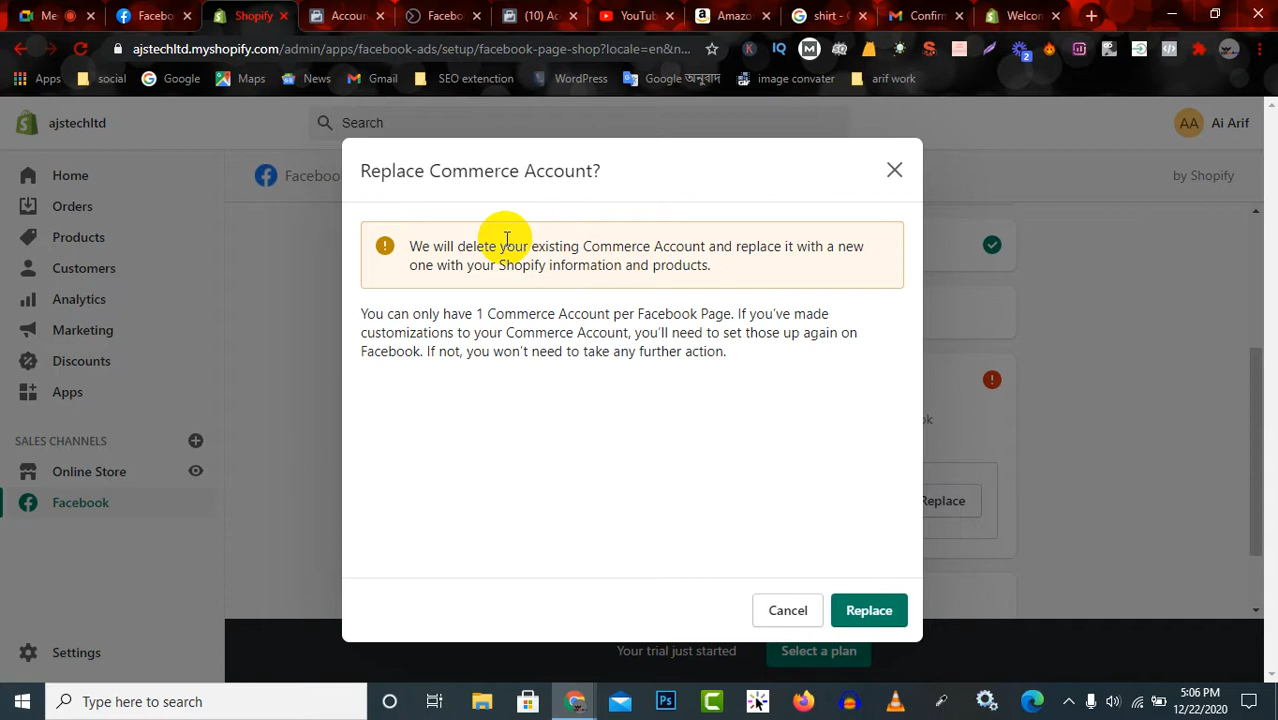 Me
Facebo
Shopify
Accour
Facebo
(10) Ac
YouTu
Amazo
shirt - G
Confirm
Welcon
ajstechltd.myshopify.com/admin/apps/facebook-ads/setup/facebook-page-shop?locale=en&n...
2
Apps
social
Google
Maps
News
Gmail
SEO extenction
WordPress
Google অনুবাদ
image convater
arif work
ajstechltd
Search
AA
Ai Arif
Home
Orders
Products
Customers
Analytics
Marketing
Discounts
Apps
SALES CHANNELS
Online Store
Facebook
Settings
Faceboo
by Shopify
Replace Commerce Account?
We will delete your existing Commerce Account and replace it with a new
one with your Shopify information and products.
You can only have 1 Commerce Account per Facebook Page. If you've made
customizations to your Commerce Account, you'll need to set those up again on
Facebook. If not, you won't need to take any further action.
ok
Replace
Cancel
Replace
Your trial just started
Select a plan
Type here to search
5:06 PM
12/22/2020